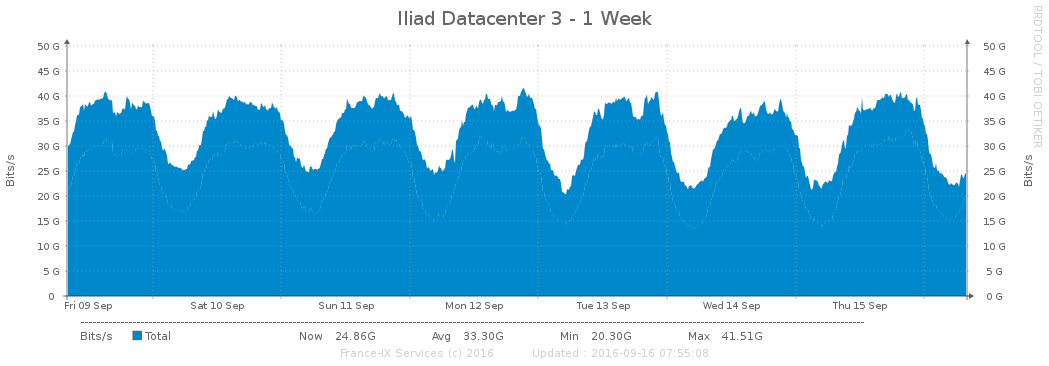 Iliad Datacenter 3 - 1 Week
RRDTOOL / TOBI OETIKER
Bits/s
50 G 50 G
45 G 45 G
40 G 40 G
35 G 35 G
30 G 30 G
25 G 25 G
20 G 20 G
15 G 15 G
10 G 10 G
5 G 5 G
0 0 G
Bits/s
Fri 09 Sep Sat 10 Sep Sun 11 Sep Mon 12 Sep Tue 13 Sep Wed 14 Sep Thu 15 Sep
Bits/s Total Now 24.86G Avg 33.30G Min 20.30G Max 41.51G
France-IX Services (c) 2016 Updated : 2016-09-16 07:55:08